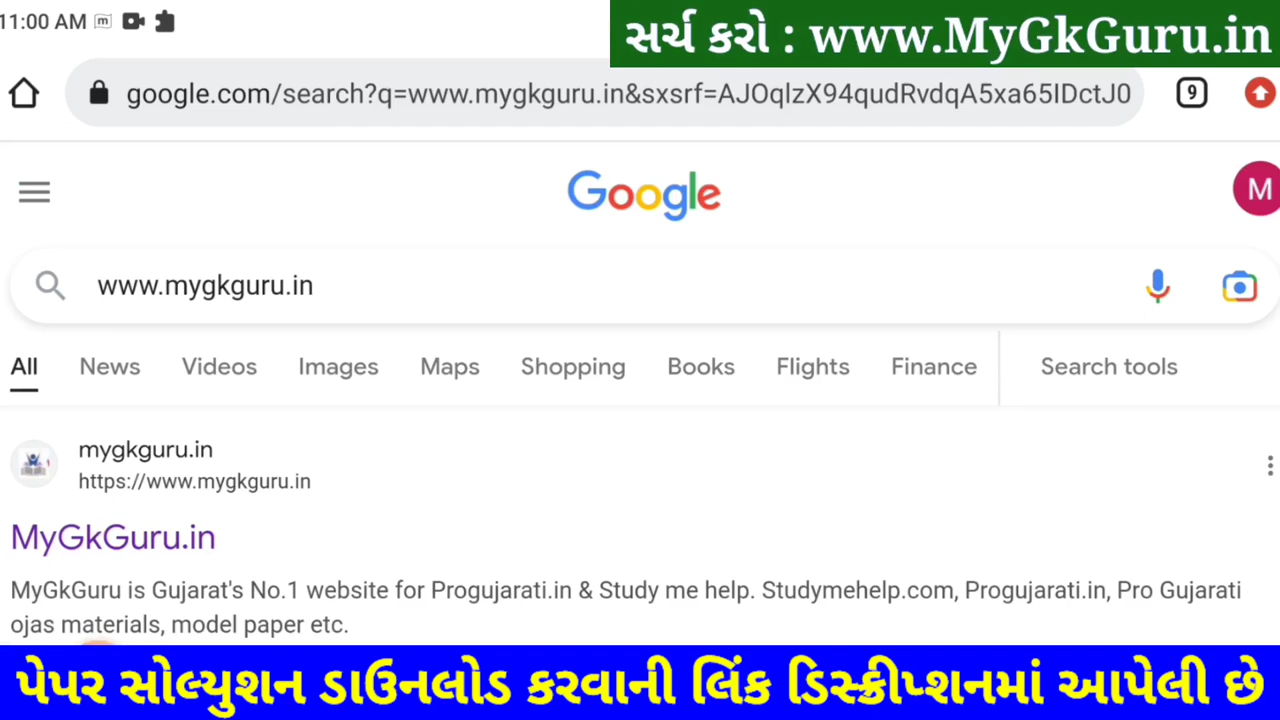 11:00 AM
સર્ચ કરો : www.MyGkGuru.in
google.com/search?q=www.mygkguru.in&sxsrf=AJOqlzX94qudRvdqA5xa65IDctJ0
9
Google
M
www.mygkguru.in
All News Videos Images Maps Shopping Books Flights Finance Search tools
mygkguru.in
https://www.mygkguru.in
MyGkGuru.in
MyGkGuru is Gujarat's No.1 website for Progujarati.in & Study me help. Studymehelp.com, Progujarati.in, Pro Gujarati
ojas materials, model paper etc.
પેપર સોલ્યુશન ડાઉનલોડ કરવાની લિંક ડિસ્ક્રીપ્શનમાં આપેલી છે